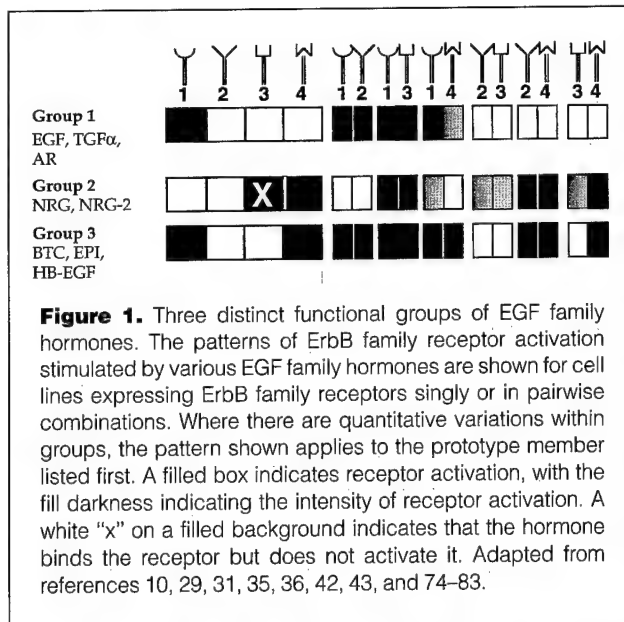 1 2 3 4 1 2 1 3 1 4 2 3 2 4 3 4
Group 1
EGF, TGFα,
AR
Group 2
NRG, NRG-2
X
Group 3
BTC, EPI,
HB-EGF
Figure 1. Three distinct functional groups of EGF family
hormones. The patterns of ErbB family receptor activation
stimulated by various EGF family hormones are shown for cell
lines expressing ErbB family receptors singly or in pairwise
combinations. Where there are quantitative variations within
groups, the pattern shown applies to the prototype member
listed first. A filled box indicates receptor activation, with the
fill darkness indicating the intensity of receptor activation. A
white "x" on a filled background indicates that the hormone
binds the receptor but does not activate it. Adapted from
references 10, 29, 31, 35, 36, 42, 43, and 74–83.